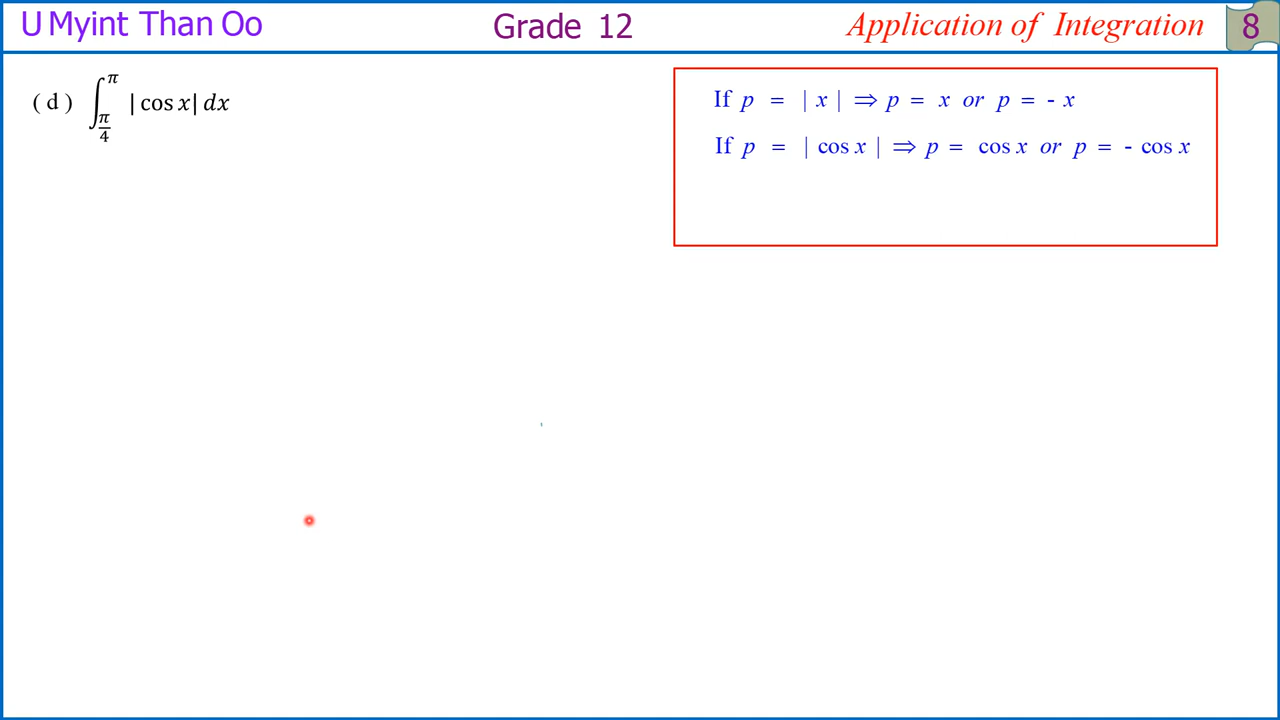 U Myint Than Oo Grade 12 Application of Integration 8
( d ) ∫_{π/4}^{π} | cos x | dx
If p = | x | ⇒ p = x or p = - x
If p = | cos x | ⇒ p = cos x or p = - cos x